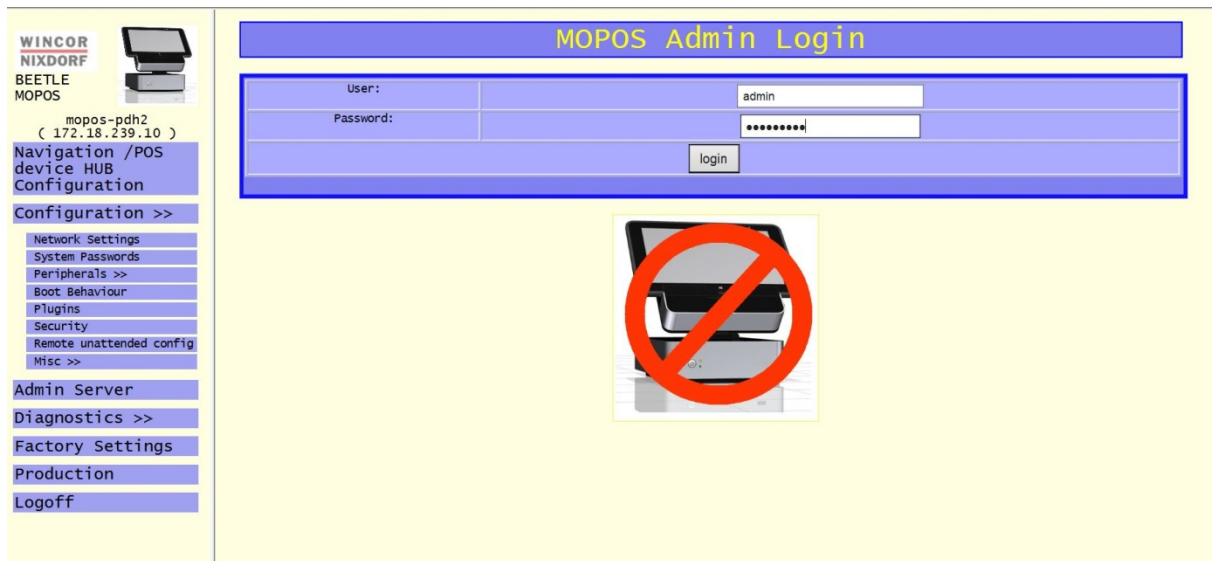 WINCOR
NIXDORF
BEETLE
MOPOS
mopos-pdh2
( 172.18.239.10 )
Navigation /POS
device HUB
Configuration
Configuration >>
Network Settings
System Passwords
Peripherals >>
Boot Behaviour
Plugins
Security
Remote unattended config
Misc >>
Admin Server
Diagnostics >>
Factory Settings
Production
Logoff
MOPOS Admin Login
User:
admin
Password:
•••••••••
login